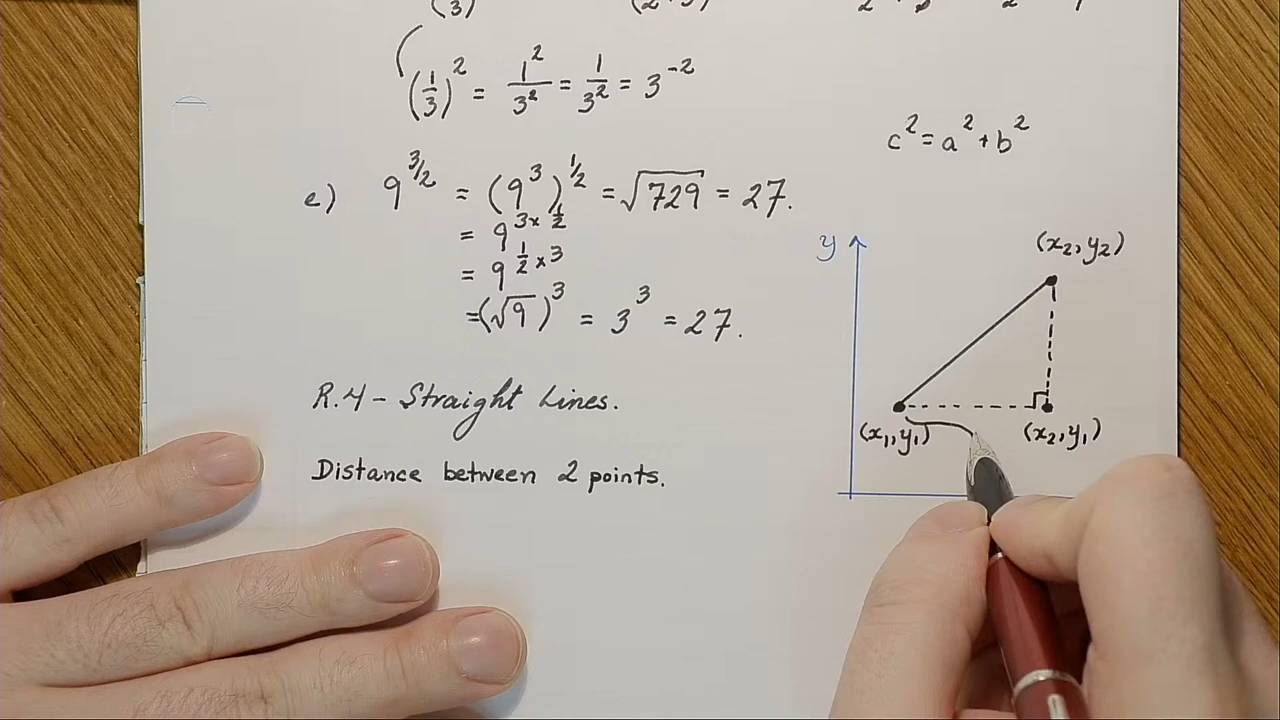 (1/3)² = 1²/3² = 1/3² = 3⁻²
c² = a² + b²
e) 9^(3/2) = (9³)^(1/2) = √729 = 27.
= 9^(3×1/2)
= 9^(1/2×3)
= (√9)³ = 3³ = 27.
y
(x₂, y₂)
R.4 - Straight Lines.
(x₁, y₁) (x₂, y₁)
Distance between 2 points.